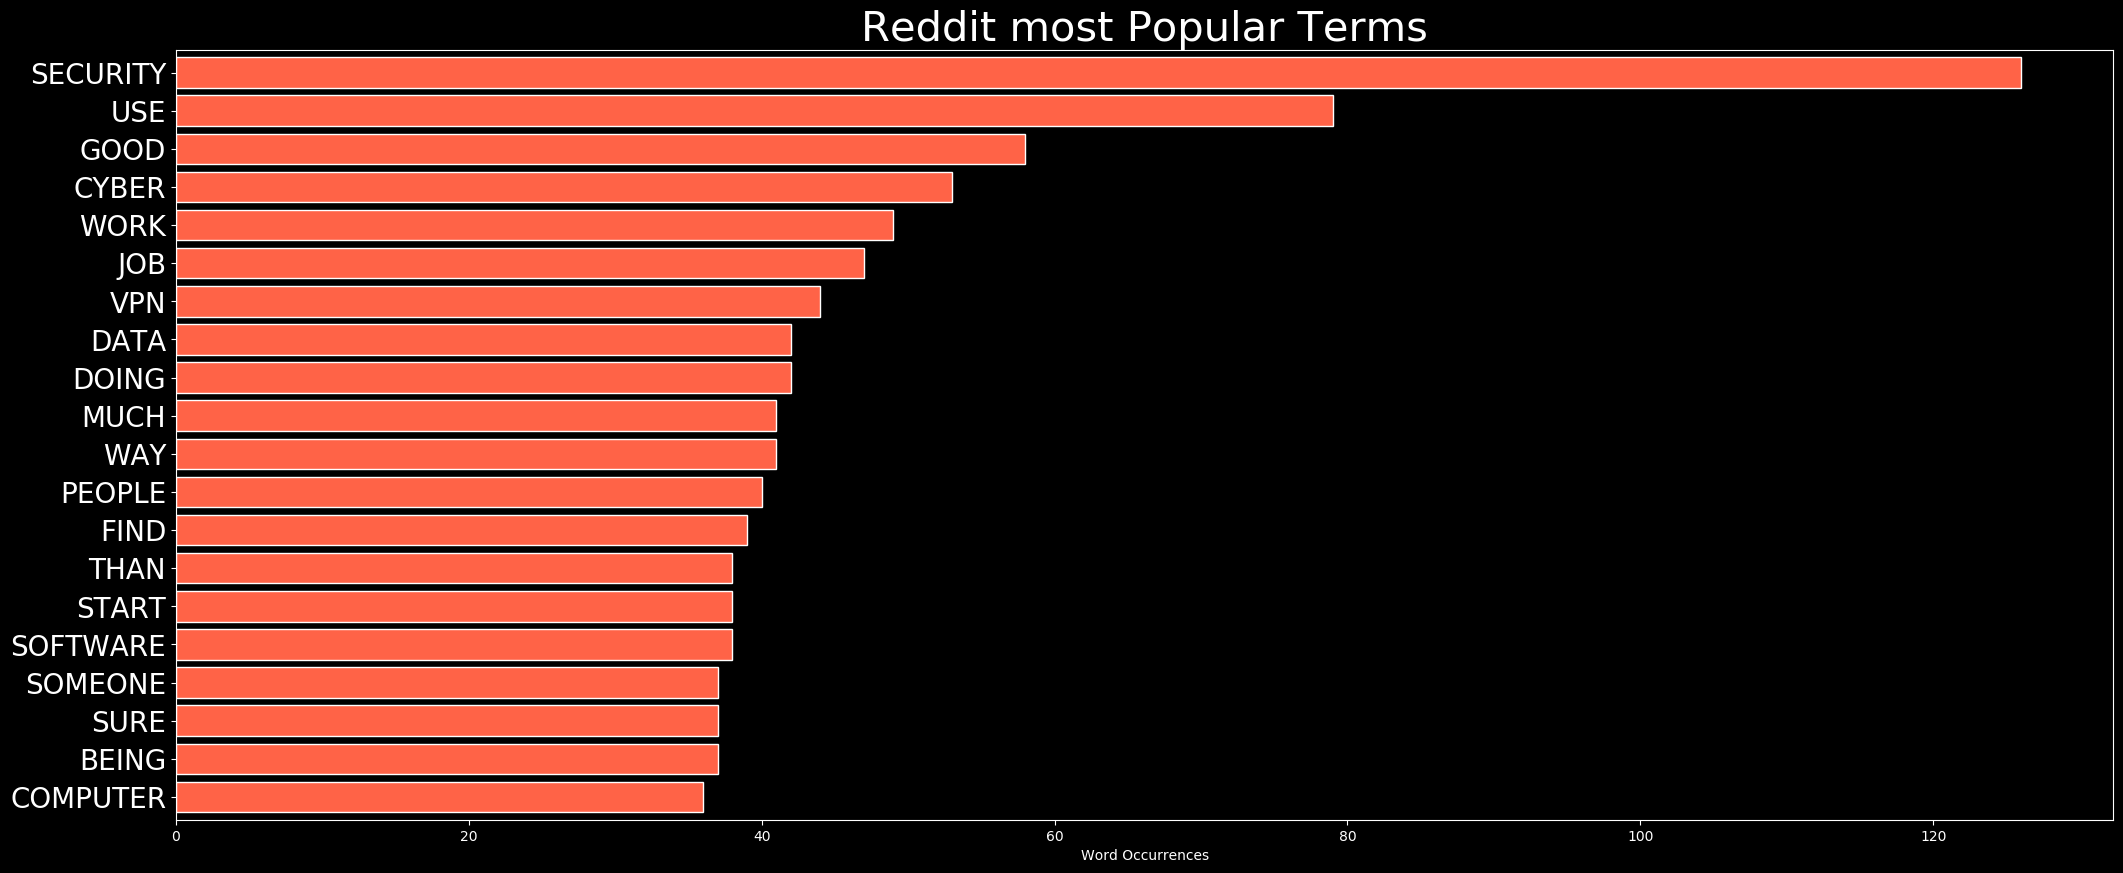 Reddit most Popular Terms
SECURITY
USE
GOOD
CYBER
WORK
JOB
VPN
DATA
DOING
MUCH
WAY
PEOPLE
FIND
THAN
START
SOFTWARE
SOMEONE
SURE
BEING
COMPUTER
0 20 40 60 80 100 120
Word Occurrences